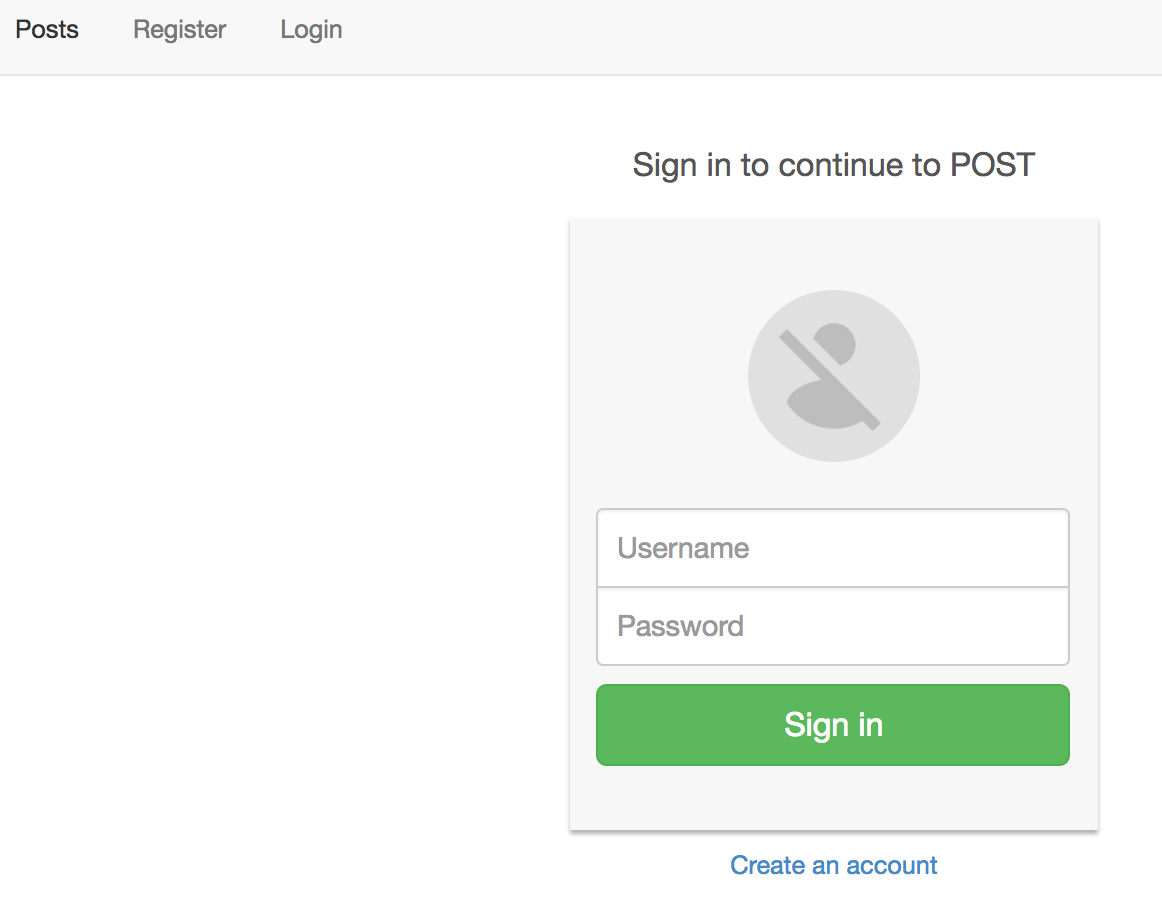 Posts Register Login
Sign in to continue to POST
Username
Password
Sign in
Create an account